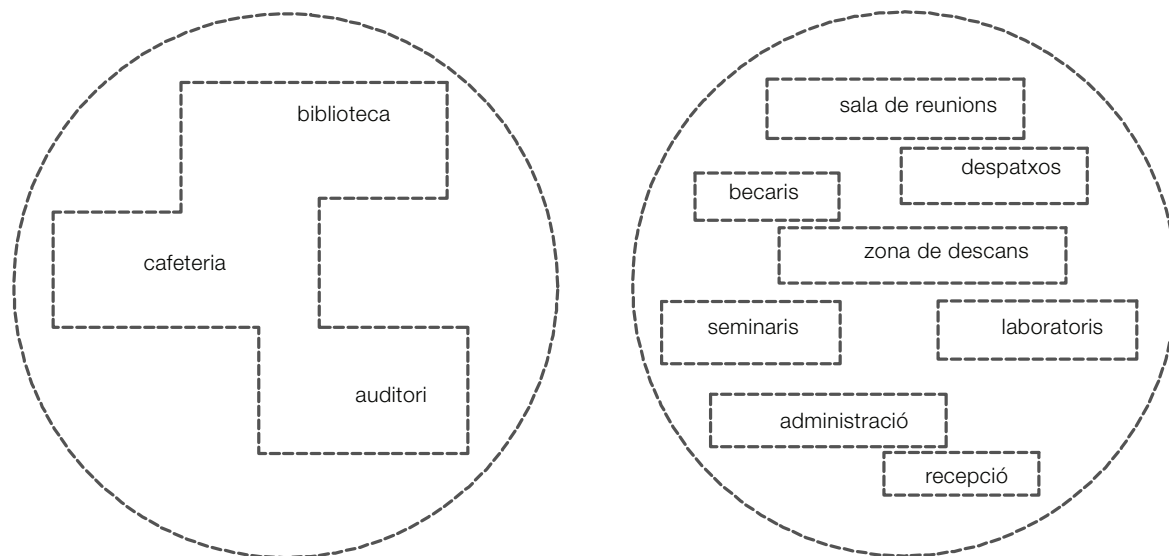 biblioteca
cafeteria
auditori
sala de reunions
despatxos
becaris
zona de descans
seminaris
laboratoris
administració
recepció